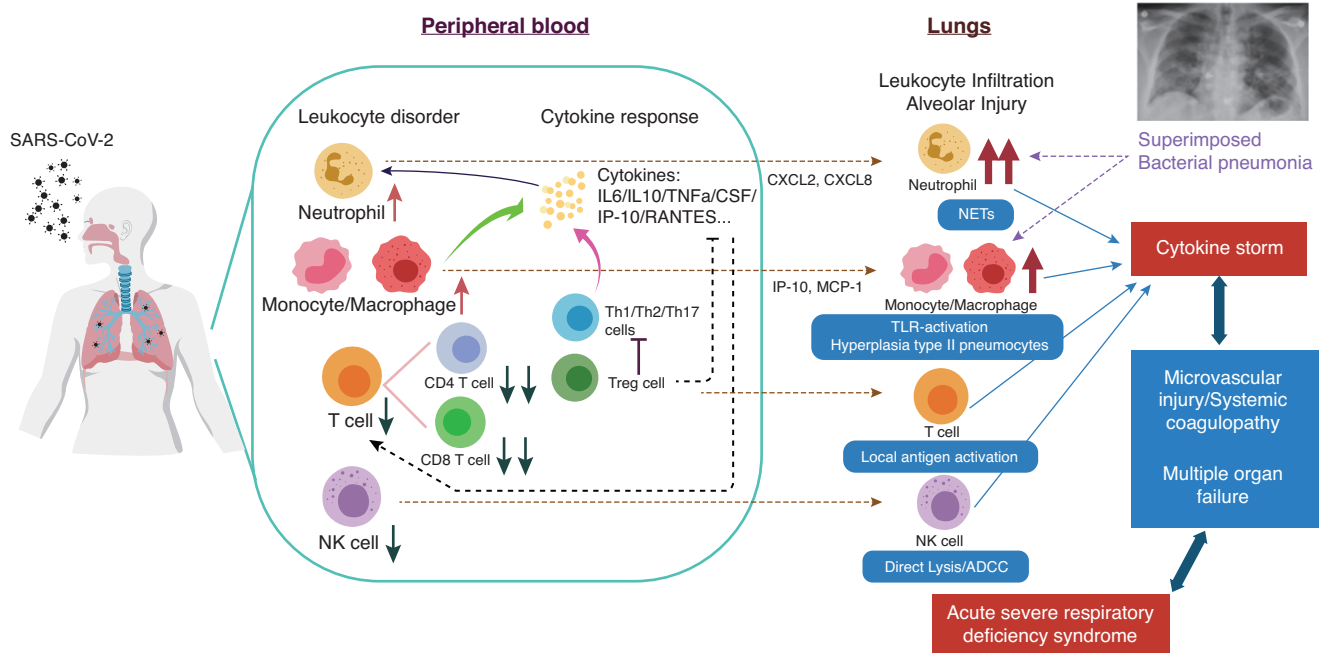 Peripheral blood
Lungs
SARS-CoV-2
Leukocyte disorder
Cytokine response
Neutrophil
Cytokines:
IL6/IL10/TNFa/CSF/
IP-10/RANTES...
Monocyte/Macrophage
Th1/Th2/Th17
cells
Treg cell
T cell
CD4 T cell
CD8 T cell
NK cell
CXCL2, CXCL8
IP-10, MCP-1
Leukocyte Infiltration
Alveolar Injury
Neutrophil
NETs
Monocyte/Macrophage
TLR-activation
Hyperplasia type II pneumocytes
T cell
Local antigen activation
NK cell
Direct Lysis/ADCC
Superimposed
Bacterial pneumonia
Cytokine storm
Microvascular
injury/Systemic
coagulopathy
Multiple organ
failure
Acute severe respiratory
deficiency syndrome